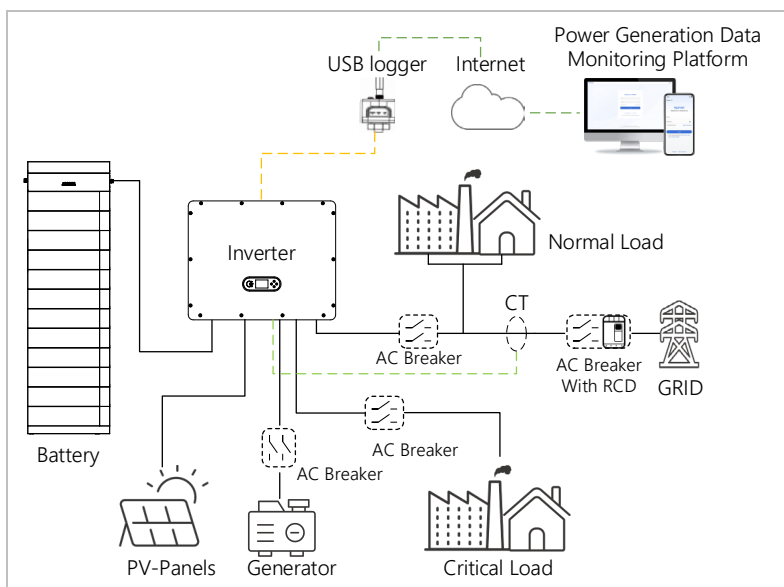 Power Generation Data
Monitoring Platform
USB logger
Internet
Inverter
Normal Load
CT
AC Breaker
AC Breaker
With RCD
GRID
Battery
AC Breaker
AC Breaker
PV-Panels
Generator
Critical Load